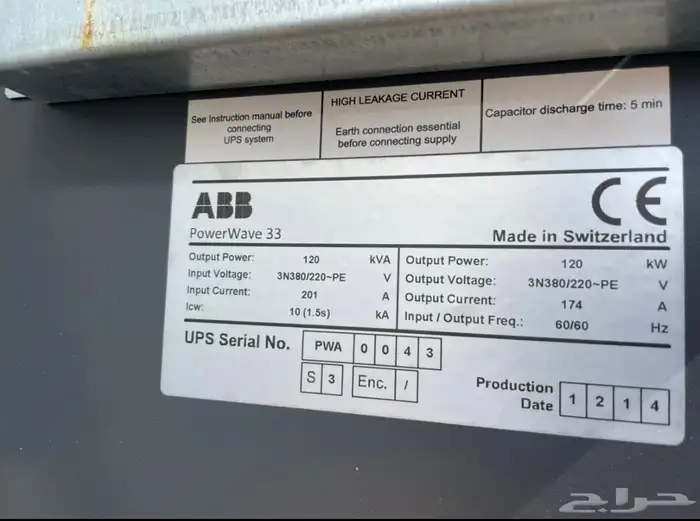 See Instruction manual before
connecting
UPS system
HIGH LEAKAGE CURRENT
Earth connection essential
before connecting supply
Capacitor discharge time: 5 min
ABB
CE
PowerWave 33
Made in Switzerland
Output Power: 120 kVA
Input Voltage: 3N380/220~PE V
Input Current: 201 A
Icw: 10 (1.5s) kA
Output Power: 120 kW
Output Voltage: 3N380/220~PE V
Output Current: 174 A
Input / Output Freq.: 60/60 Hz
UPS Serial No. PWA 0 0 4 3
S 3 Enc. /
Production
Date 1 2 1 4
حراج